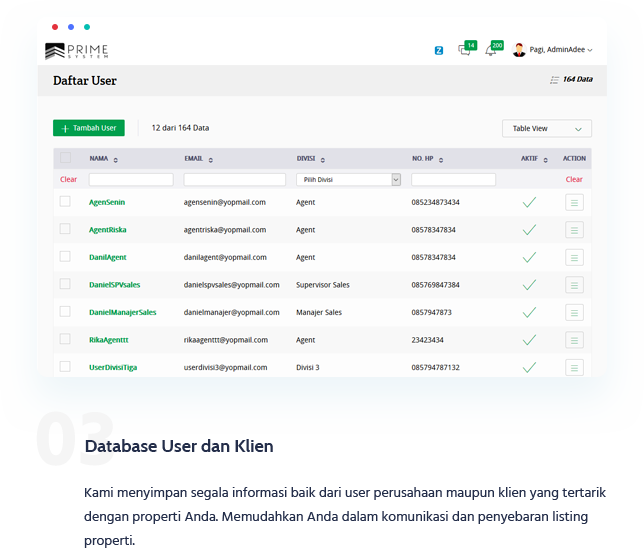 PRIME
SYSTEM
14
200
Pagi, AdminAdee
Daftar User
164 Data
+ Tambah User
12 dari 164 Data
Table View
NAMA EMAIL DIVISI NO. HP AKTIF ACTION
Clear Pilih Divisi Clear
AgenSenin agensenin@yopmail.com Agent 085234873434
AgentRiska agentriska@yopmail.com Agent 08578347834
DanilAgent danilagent@yopmail.com Agent 08578347834
DanielSPVsales danielspvsales@yopmail.com Supervisor Sales 085769847384
DanielManajerSales danielmanajer@yopmail.com Manajer Sales 0857947873
RikaAgenttt rikaagenttt@yopmail.com Agent 23423434
UserDivisiTiga userdivisi3@yopmail.com Divisi 3 085794787132
03
Database User dan Klien
Kami menyimpan segala informasi baik dari user perusahaan maupun klien yang tertarik
dengan properti Anda. Memudahkan Anda dalam komunikasi dan penyebaran listing
properti.